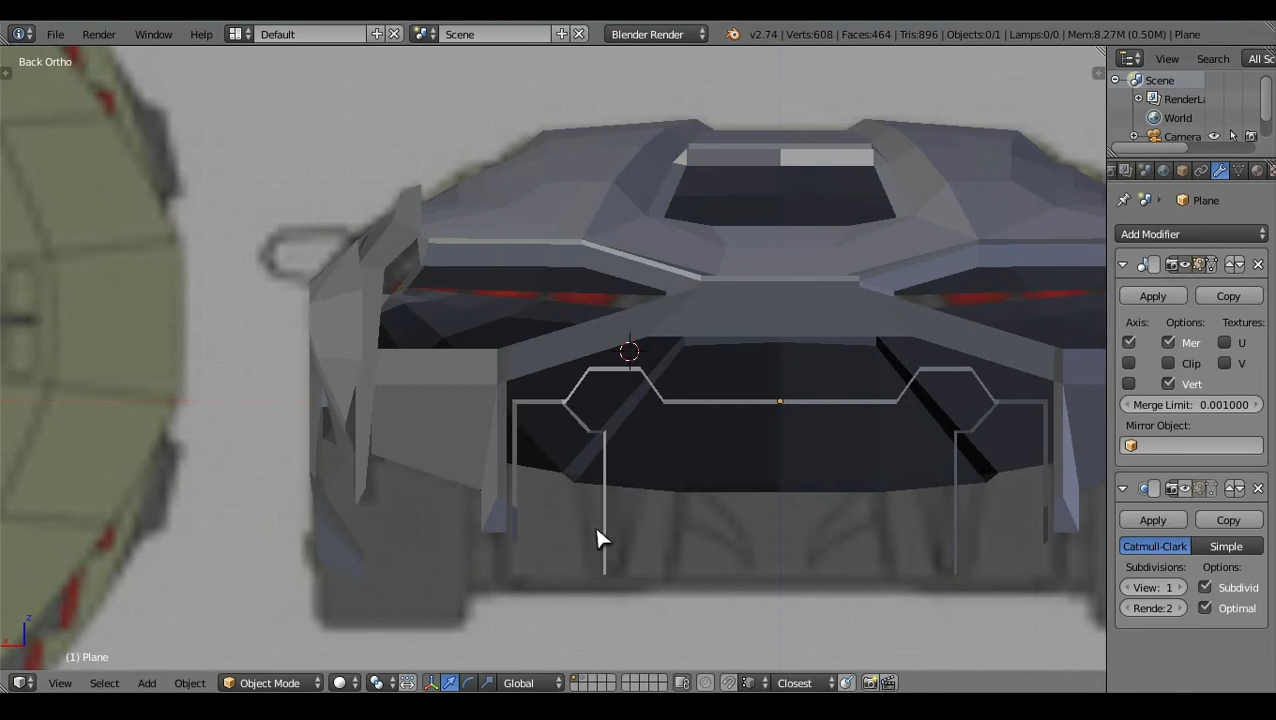 File Render Window Help Default Scene Blender Render v2.74 | Verts:608 | Faces:464 | Tris:896 | Objects:0/1 | Lamps:0/0 | Mem:8.27M (0.50M) | Plane
Back Ortho
View Search All Sc
Scene
RenderLa
World
Camera
Plane
Add Modifier
Apply Copy
Axis: Options: Textures:
Mer U
Clip V
Vert
Merge Limit: 0.001000
Mirror Object:
Apply Copy
Catmull-Clark Simple
Subdivisions: Options:
View: 1 Subdivid
Rende:2 Optimal
z
x
(1) Plane
View Select Add Object Object Mode Global Closest